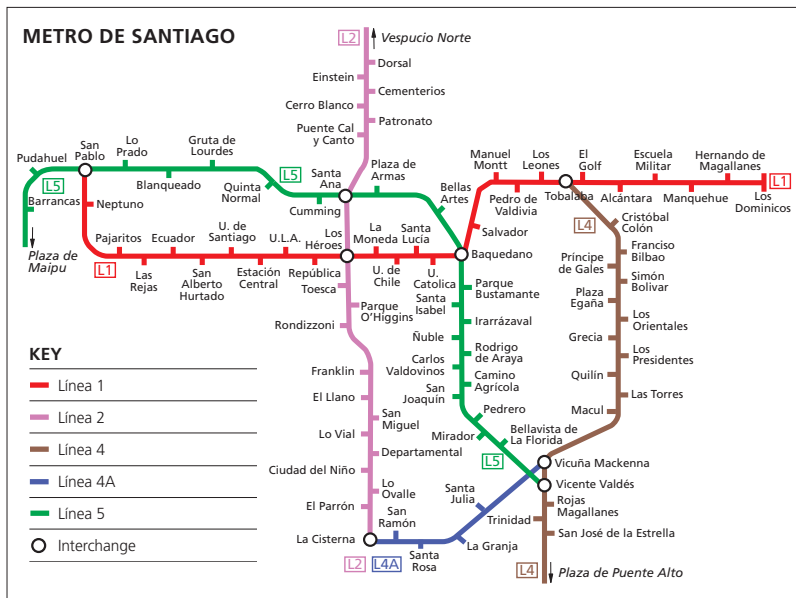 METRO DE SANTIAGO
L2
Vespucio Norte
Dorsal
Einstein
Cementerios
Cerro Blanco
Patronato
Puente Cal
y Canto
Pudahuel
San
Pablo
Lo
Prado
Gruta de
Lourdes
L5
Barrancas
Blanqueado
Quinta
Normal
L5
Santa
Ana
Cumming
Plaza de
Armas
Bellas
Artes
Manuel
Montt
Los
Leones
El
Golf
Escuela
Militar
Hernando de
Magallanes
L1
Tobalaba
Pedro de
Valdivia
Alcántara
Manquehue
Los
Dominicos
Neptuno
Plaza de
Maipu
Pajaritos
Ecuador
U. de
Santiago
U.L.A.
Los
Héroes
La
Moneda
Santa
Lucía
Salvador
Baquedano
L1
Las
Rejas
San
Alberto
Hurtado
Estación
Central
República
U. de
Chile
U.
Catolica
L4
Cristóbal
Colón
Francisco
Bilbao
Príncipe
de Gales
Simón
Bolivar
Plaza
Egaña
Los
Orientales
Grecia
Los
Presidentes
Quilín
Las Torres
Macul
Toesca
Parque
O'Higgins
Rondizzoni
Franklin
El Llano
San
Miguel
Lo Vial
Departamental
Ciudad del Niño
Lo
Ovalle
El Parrón
La Cisterna
Parque
Bustamante
Santa
Isabel
Irarrázaval
Ñuble
Rodrigo
de Araya
Carlos
Valdovinos
Camino
Agrícola
San
Joaquín
Pedrero
Mirador
Bellavista de
La Florida
L5
Vicuña Mackenna
Vicente Valdés
Rojas
Magallanes
Trinidad
San José de la Estrella
L4
Plaza de Puente Alto
Santa
Julia
San
Ramón
La Granja
Santa
Rosa
L2
L4A
KEY
Línea 1
Línea 2
Línea 4
Línea 4A
Línea 5
Interchange